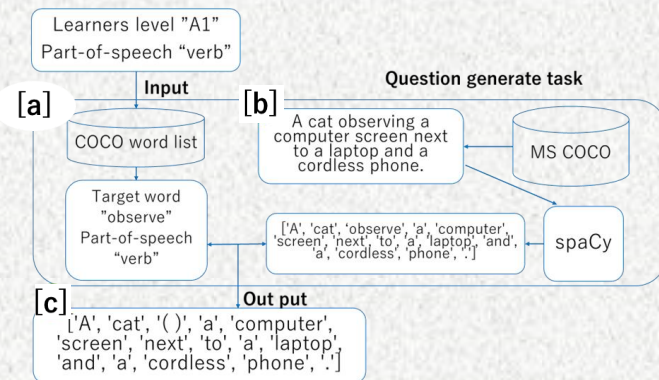 Learners level ”A1”
Part-of-speech “verb”
Input
Question generate task
[a]
[b]
COCO word list
A cat observing a
computer screen next
to a laptop and a
cordless phone.
MS COCO
Target word
”observe”
Part-of-speech
“verb”
['A', 'cat', 'observe', 'a', 'computer',
'screen', 'next', 'to', 'a', 'laptop', 'and',
'a', 'cordless', 'phone', '.']
spaCy
[c]
Out put
['A', 'cat', '( )', 'a', 'computer',
'screen', 'next', 'to', 'a', 'laptop',
'and', 'a', 'cordless', 'phone', '.']